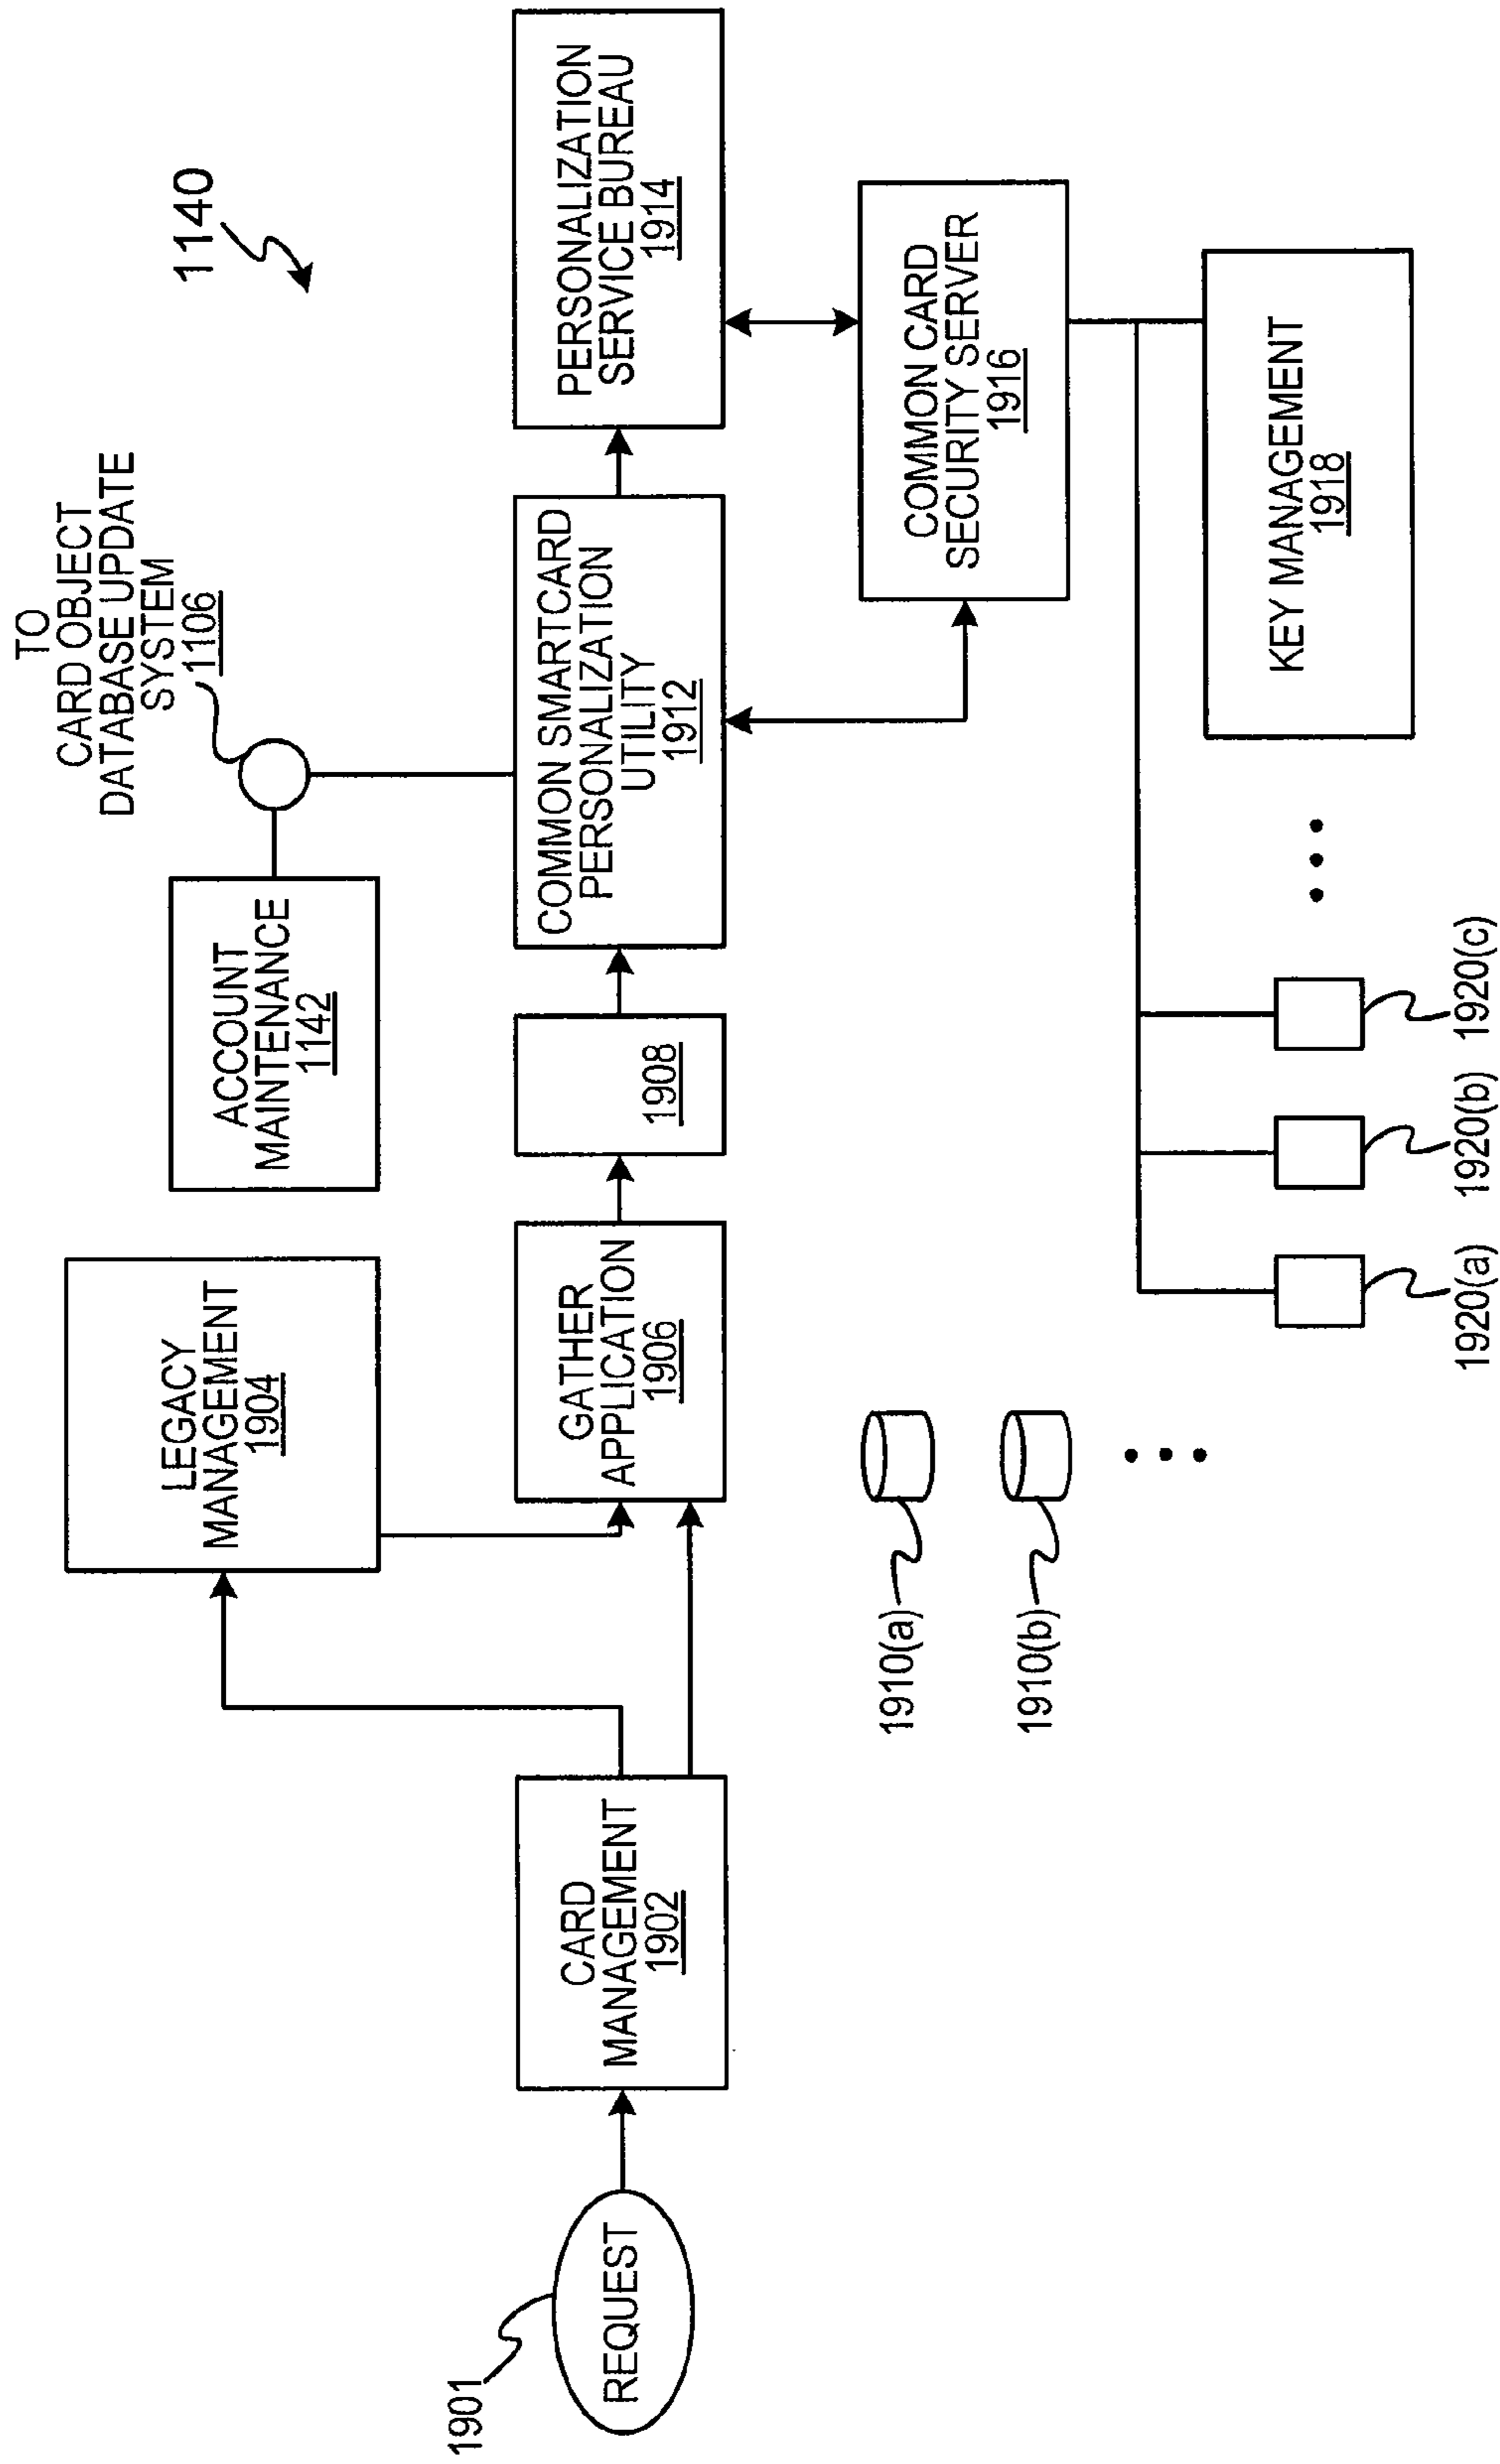 1140
TO
CARD OBJECT
DATABASE UPDATE
SYSTEM
1106
LEGACY
MANAGEMENT
1904
ACCOUNT
MAINTENANCE
1142
1901
REQUEST
CARD
MANAGEMENT
1902
GATHER
APPLICATION
1906
1908
COMMON SMARTCARD
PERSONALIZATION
UTILITY
1912
PERSONALIZATION
SERVICE BUREAU
1914
1910(a)
1910(b)
COMMON CARD
SECURITY SERVER
1916
KEY MANAGEMENT
1918
1920(a)
1920(b)
1920(c)